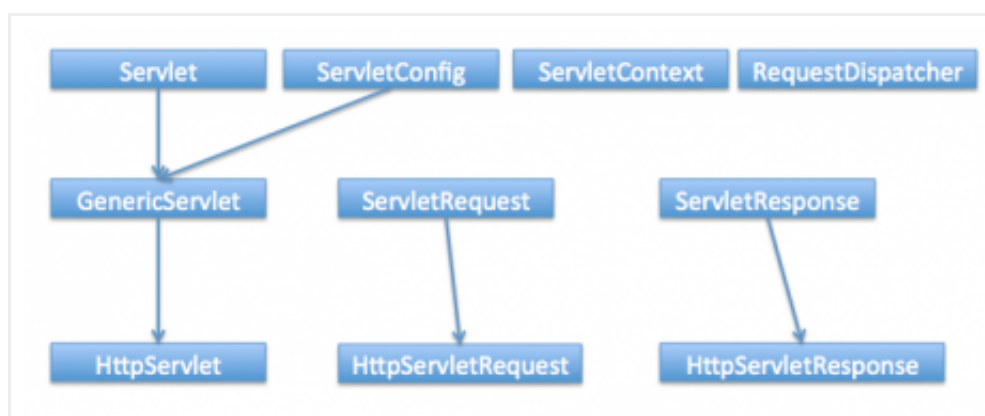 Servlet
ServletConfig
ServletContext
RequestDispatcher
GenericServlet
ServletRequest
ServletResponse
HttpServlet
HttpServletRequest
HttpServletResponse